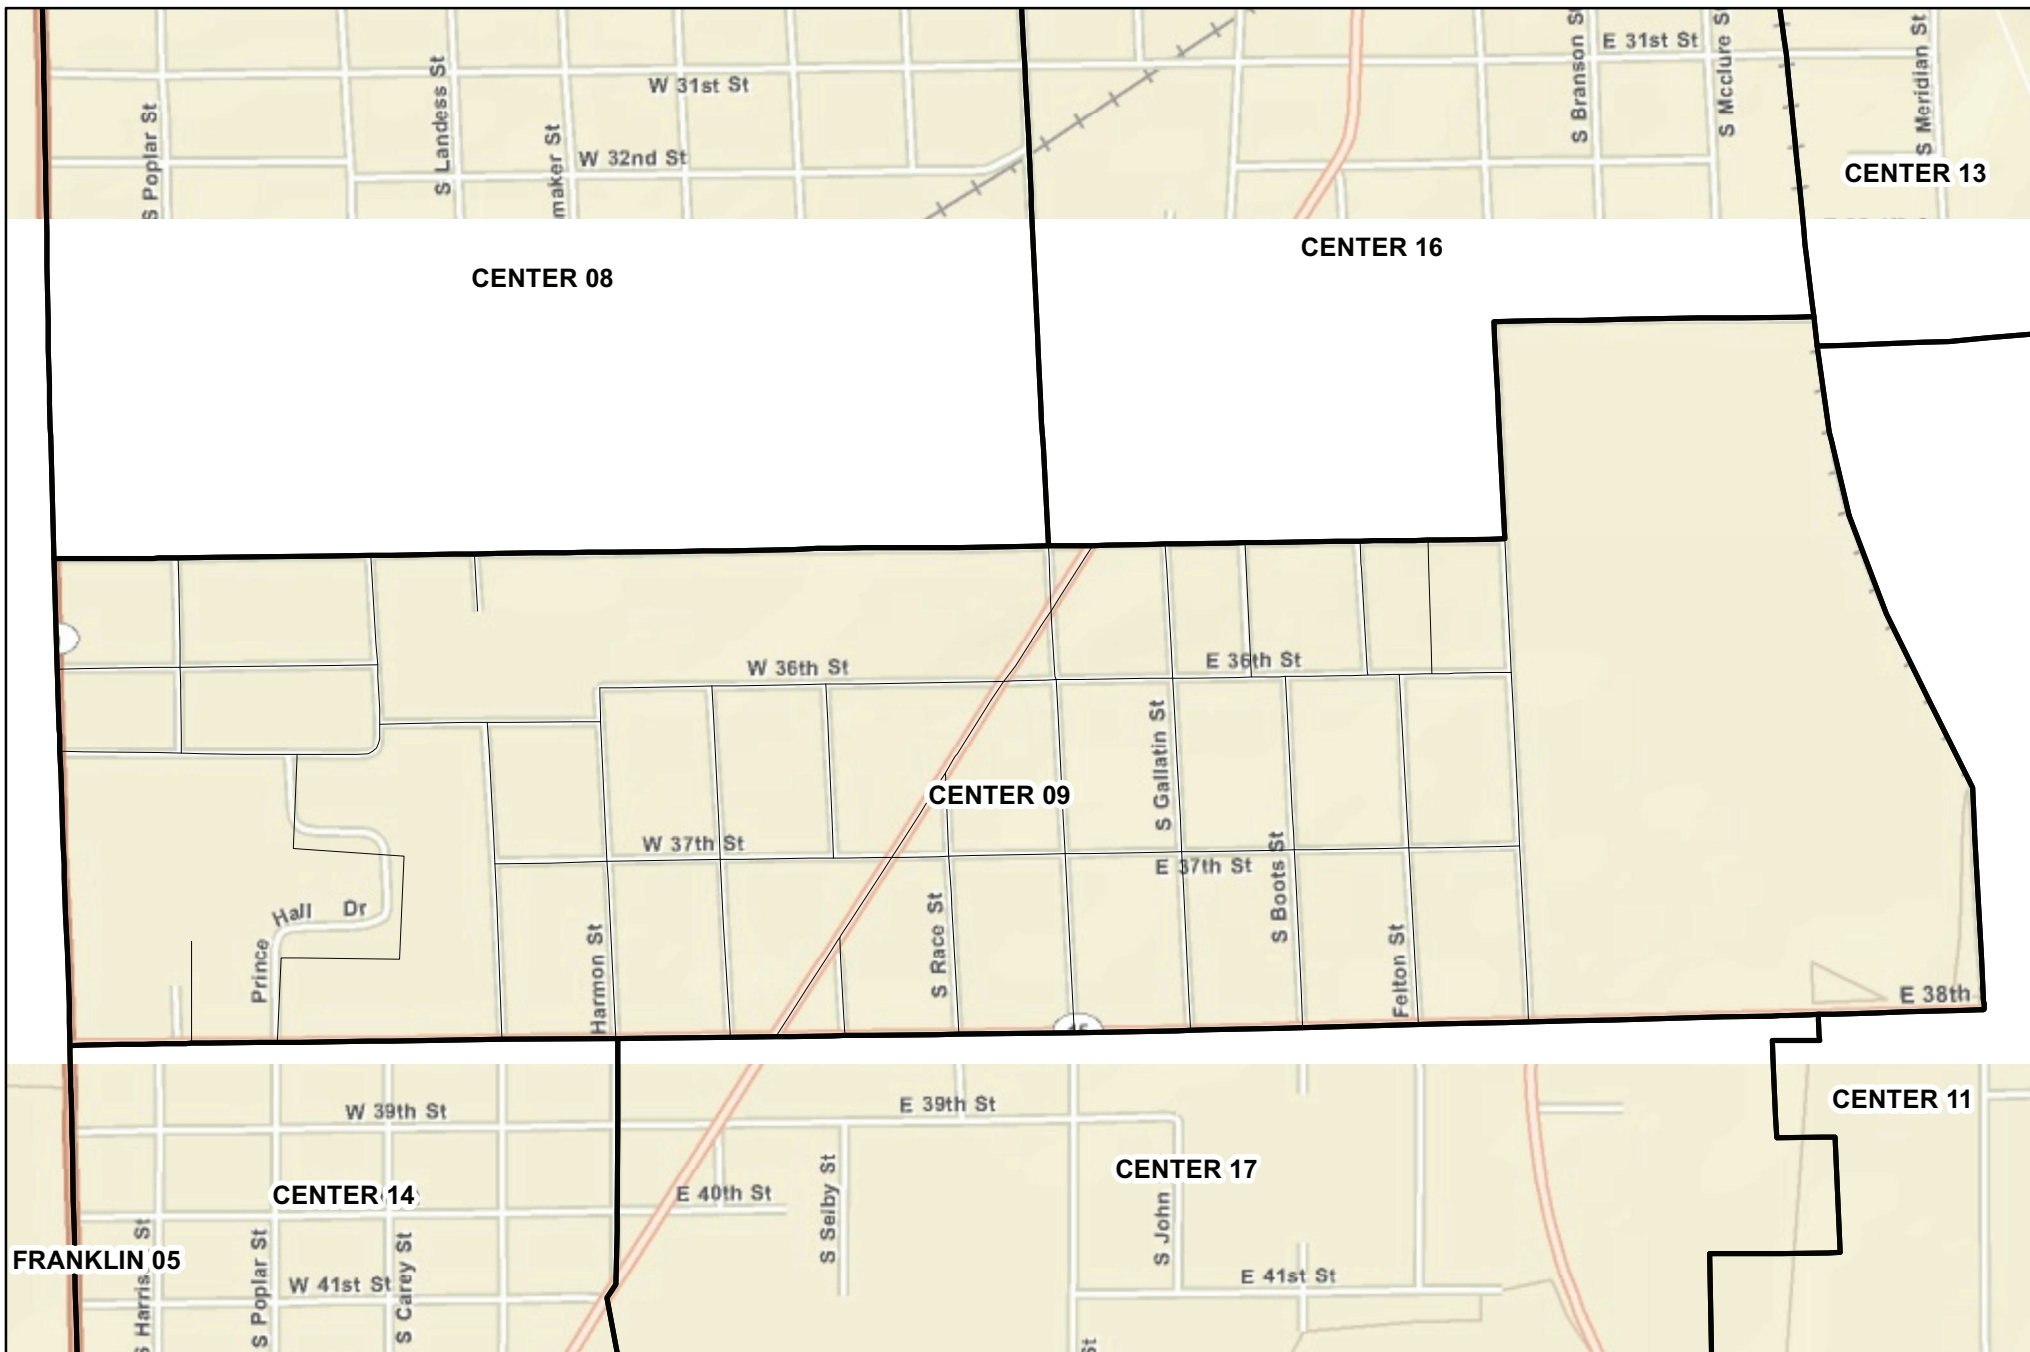 E 31st St
W 31st St
S Branson St
S Mcclure St
S Meridian St
S Landess St
S Poplar St
maker St
W 32nd St
CENTER 13
CENTER 16
CENTER 08
W 36th St
E 36th St
S Gallatin St
CENTER 09
W 37th St
E 37th St
S Boots St
Prince Hall Dr
Harmon St
S Race St
Felton St
E 38th
W 39th St
E 39th St
CENTER 11
CENTER 17
CENTER 14
E 40th St
S Selby St
S John
FRANKLIN 05
S Harris St
S Poplar St
W 41st St
S Carey St
E 41st St
St